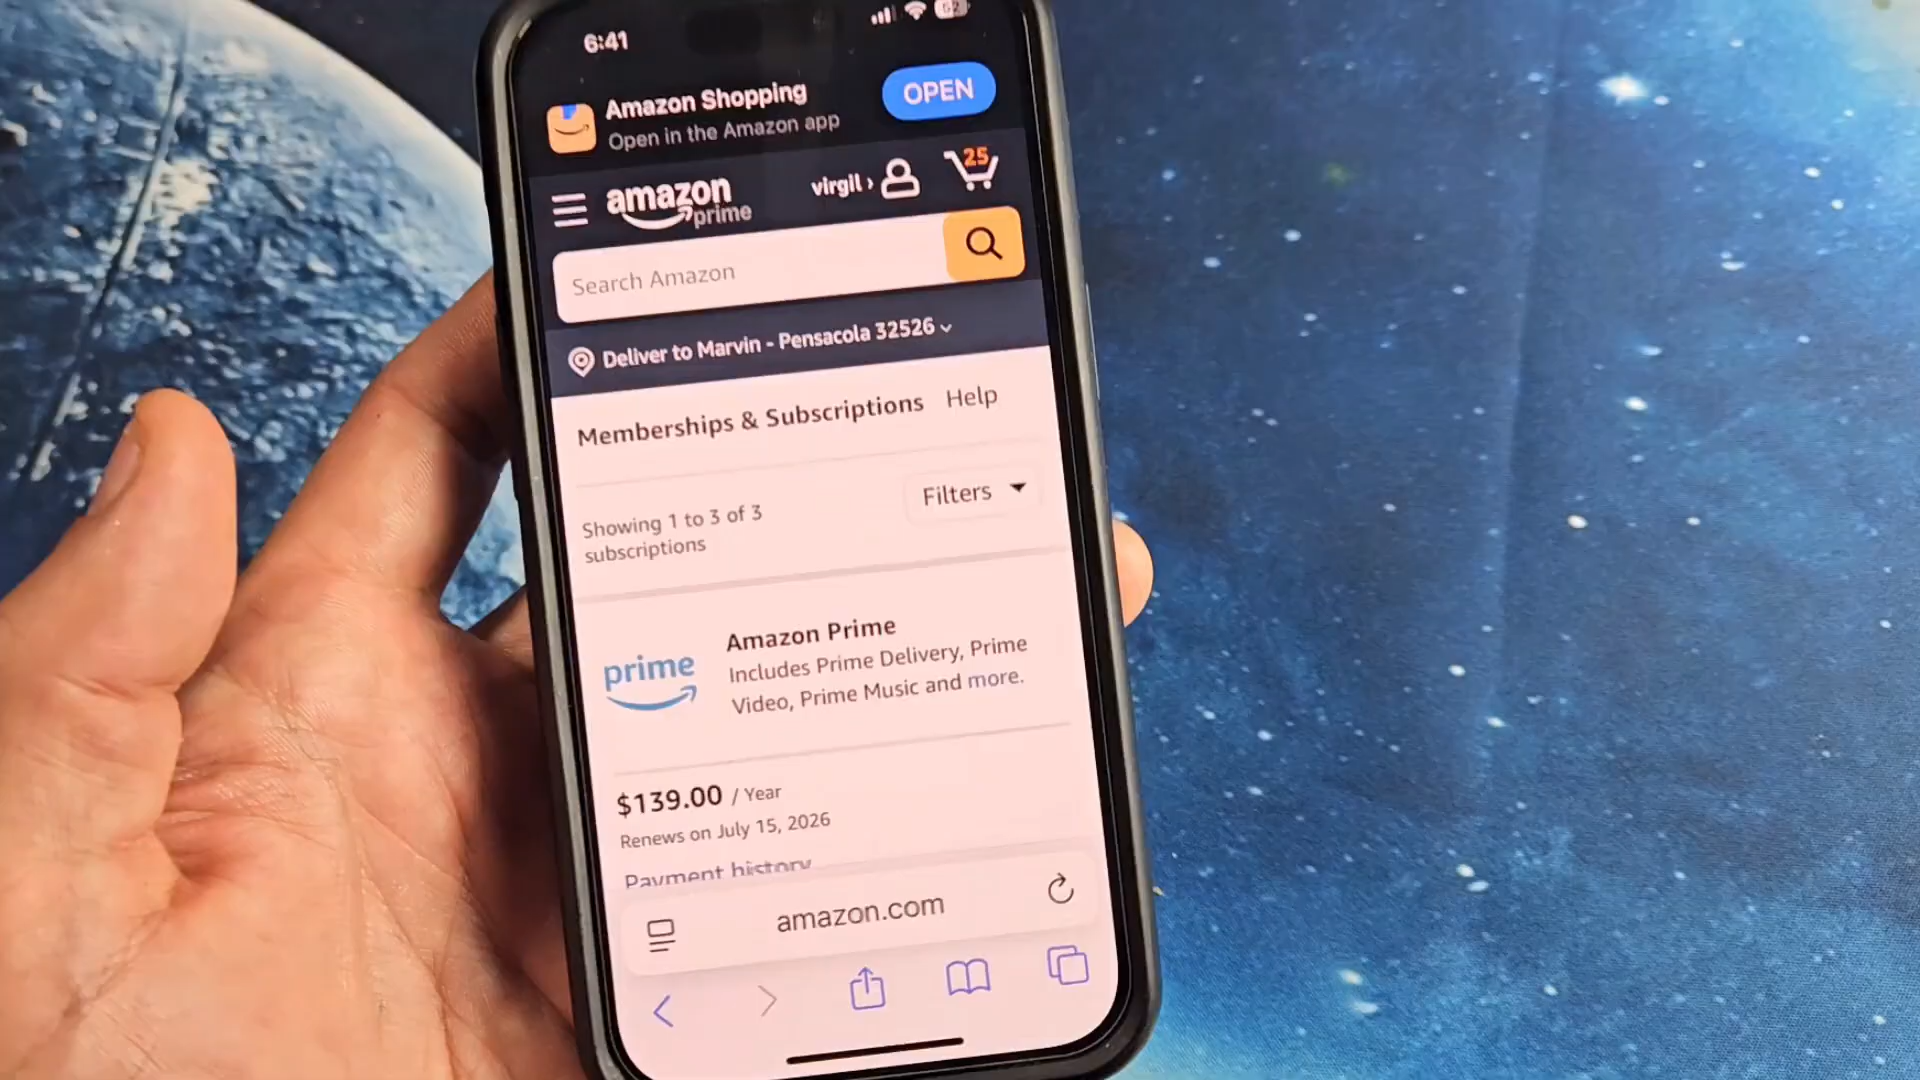 6:41
52
Amazon Shopping
Open in the Amazon app
OPEN
amazon
prime
virgil ›
25
Search Amazon
Deliver to Marvin - Pensacola 32526
Memberships & Subscriptions Help
Showing 1 to 3 of 3
subscriptions
Filters
prime
Amazon Prime
Includes Prime Delivery, Prime
Video, Prime Music and more.
$139.00 / Year
Renews on July 15, 2026
Payment history
amazon.com